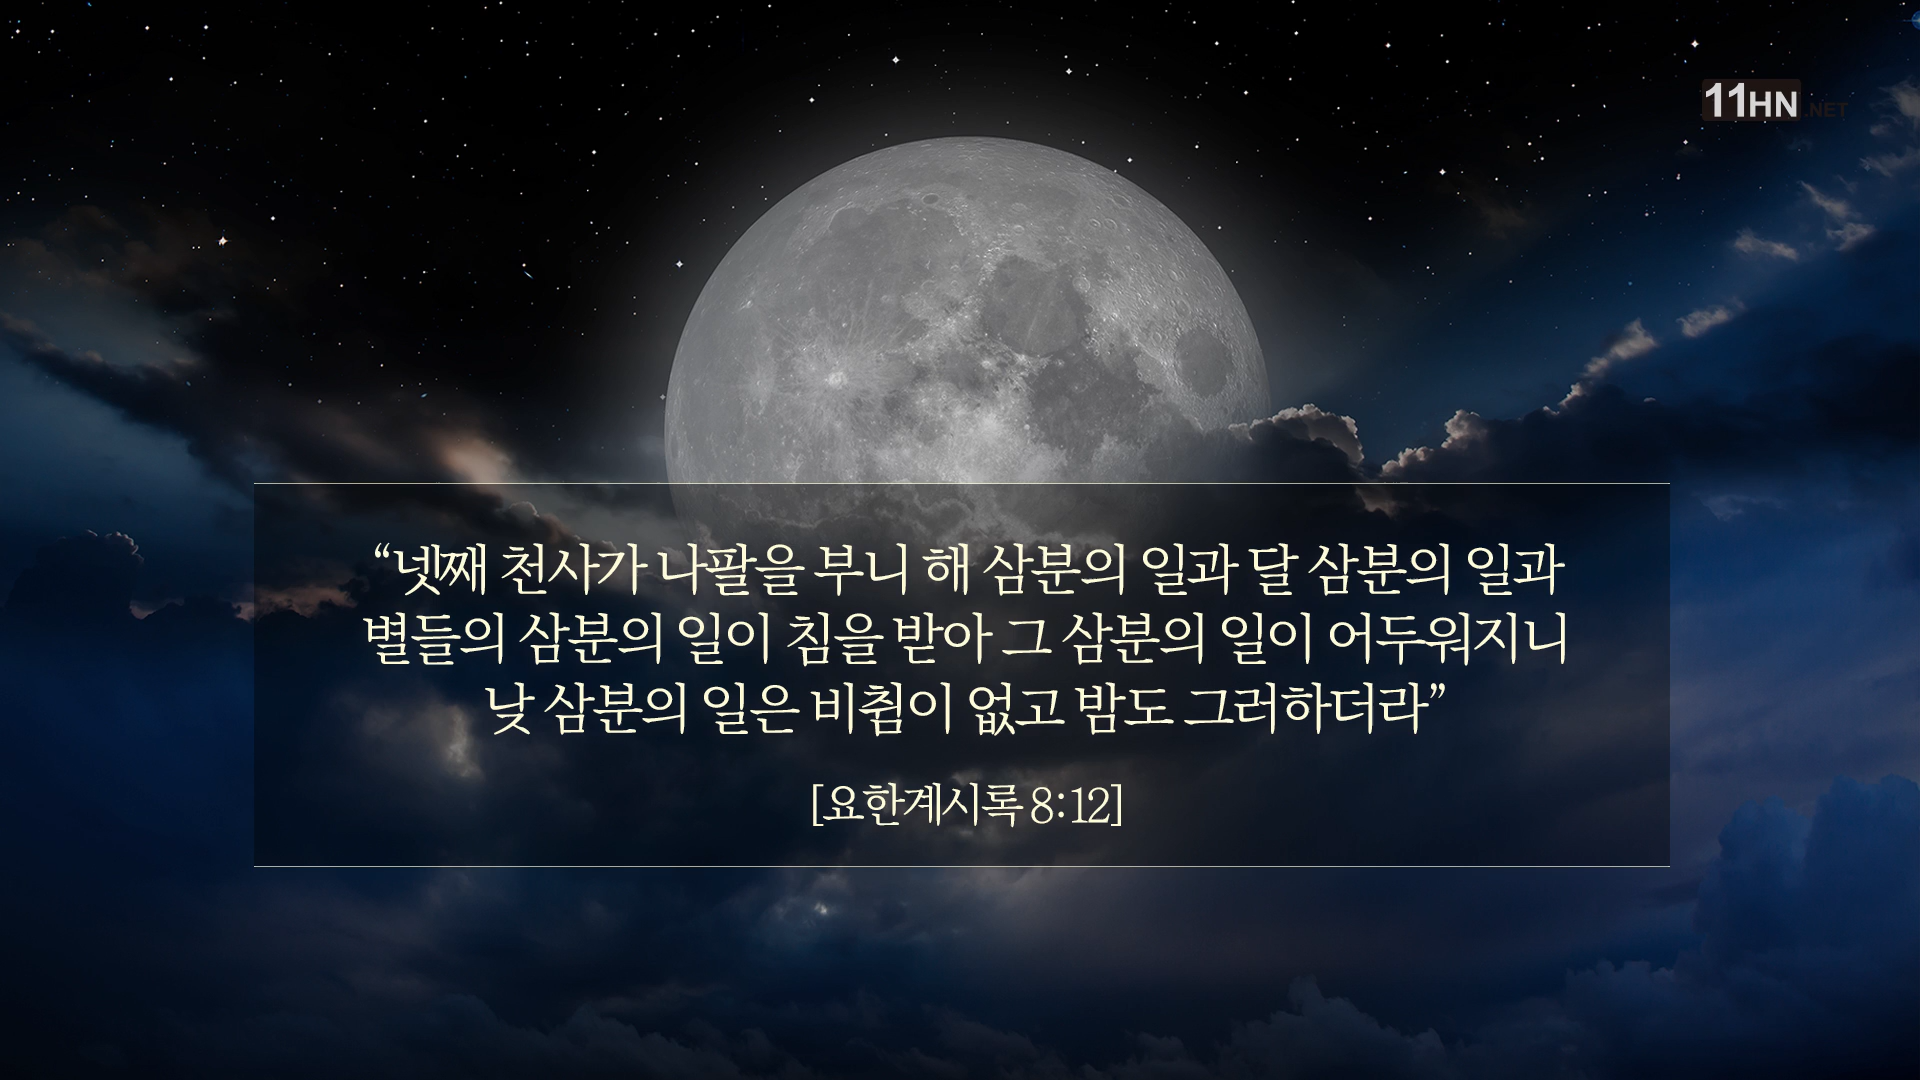 11HN.NET
“넷째 천사가 나팔을 부니 해 삼분의 일과 달 삼분의 일과
별들의 삼분의 일이 침을 받아 그 삼분의 일이 어두워지니
낮 삼분의 일은 비췸이 없고 밤도 그러하더라”
[요한계시록 8:12]